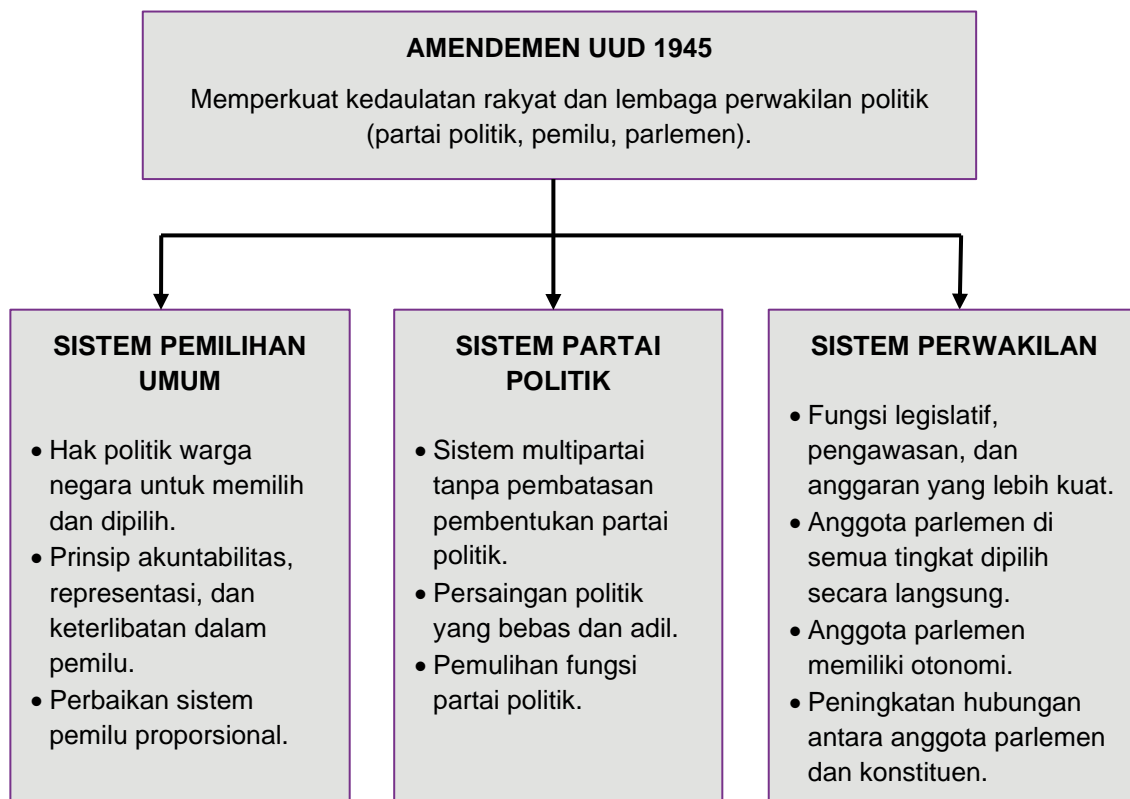 AMENDEMEN UUD 1945
Memperkuat kedaulatan rakyat dan lembaga perwakilan politik
(partai politik, pemilu, parlemen).
SISTEM PEMILIHAN
UMUM
• Hak politik warga
negara untuk memilih
dan dipilih.
• Prinsip akuntabilitas,
representasi, dan
keterlibatan dalam
pemilu.
• Perbaikan sistem
pemilu proporsional.
SISTEM PARTAI
POLITIK
• Sistem multipartai
tanpa pembatasan
pembentukan partai
politik.
• Persaingan politik
yang bebas dan adil.
• Pemulihan fungsi
partai politik.
SISTEM PERWAKILAN
• Fungsi legislatif,
pengawasan, dan
anggaran yang lebih kuat.
• Anggota parlemen di
semua tingkat dipilih
secara langsung.
• Anggota parlemen
memiliki otonomi.
• Peningkatan hubungan
antara anggota parlemen
dan konstituen.